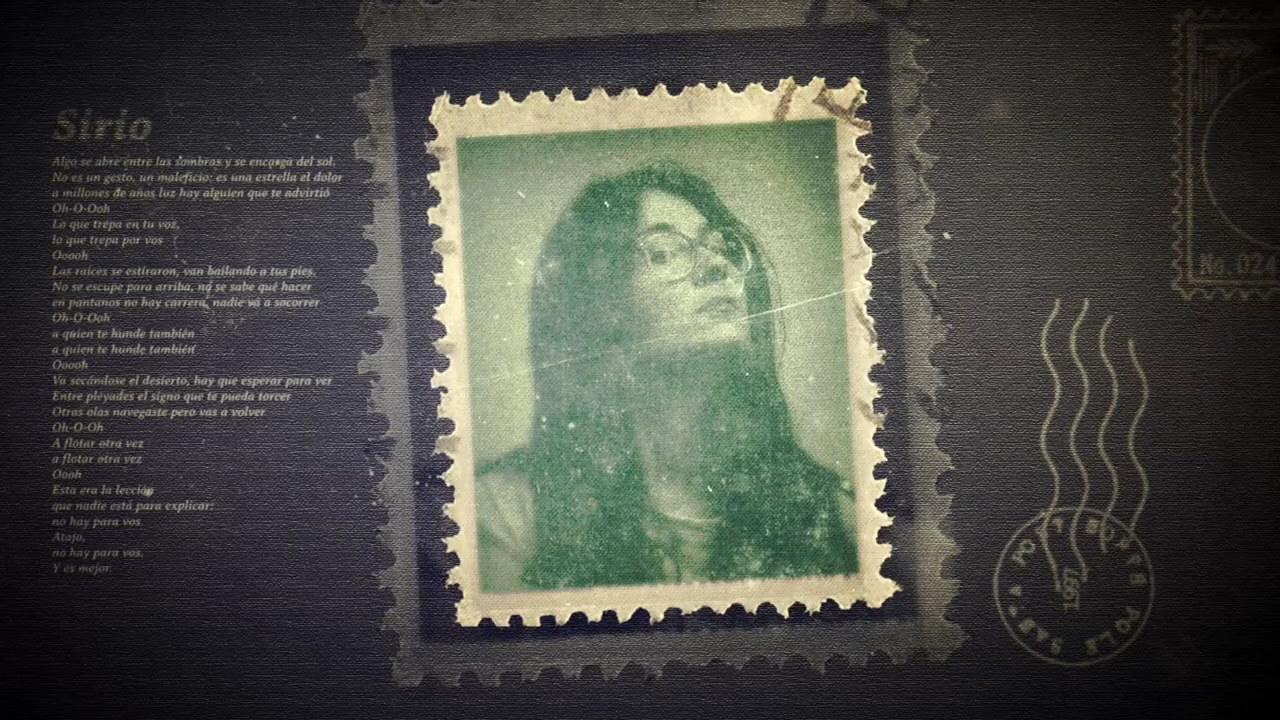 Sirio
Algo se abre entre las sombras y se encarga del sol.
No es un gesto, un maleficio: es una estrella el dolor
a millones de años luz hay alguien que te advirtió
Oh-O-Ooh
Lo que trepa en tu voz,
lo que trepa por vos
Ooooh
Las raíces se estiraron, van bailando a tus pies.
No se escupe para arriba, no se sabe qué hacer
en pantanos no hay carrera, nadie va a socorrer
Oh-O-Ooh
a quien te hunde también
a quien te hunde también
Ooooh
Va secándose el desierto, hay que esperar para ver
Entre pléyades el signo que te pueda torcer
Otras olas navegaste pero vas a volver
Oh-O-Oh
A flotar otra vez
a flotar otra vez
Oooh
Esta era la lección
que nadie está para explicar:
no hay para vos
Atajo,
no hay para vos.
Y es mejor.
No. 024
1997